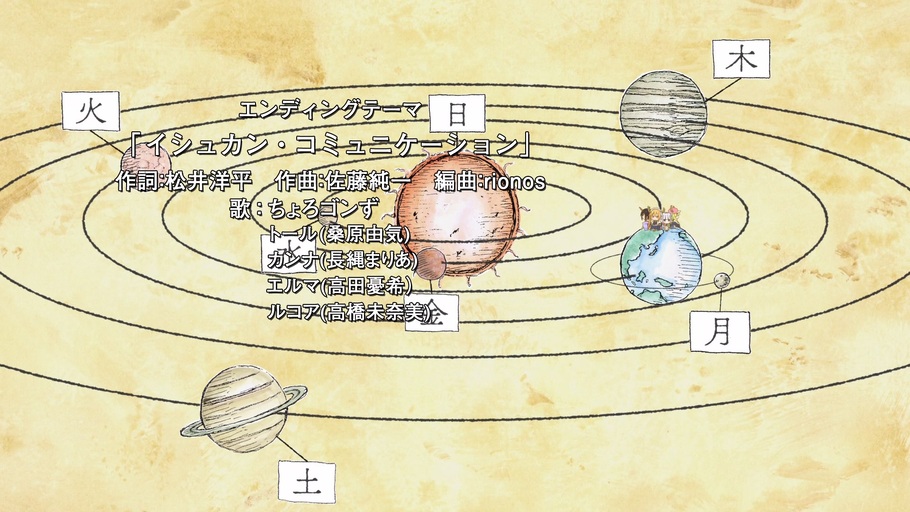 木
火
日
エンディングテーマ
「イシュカン・コミュニケーション」
作詞:松井洋平 作曲:佐藤純一 編曲:rionos
歌:ちょろゴンず
トール(桑原由気)
カンナ(長縄まりあ)
水
エルマ(高田憂希)
ルコア(高橋未奈美)
金
月
土